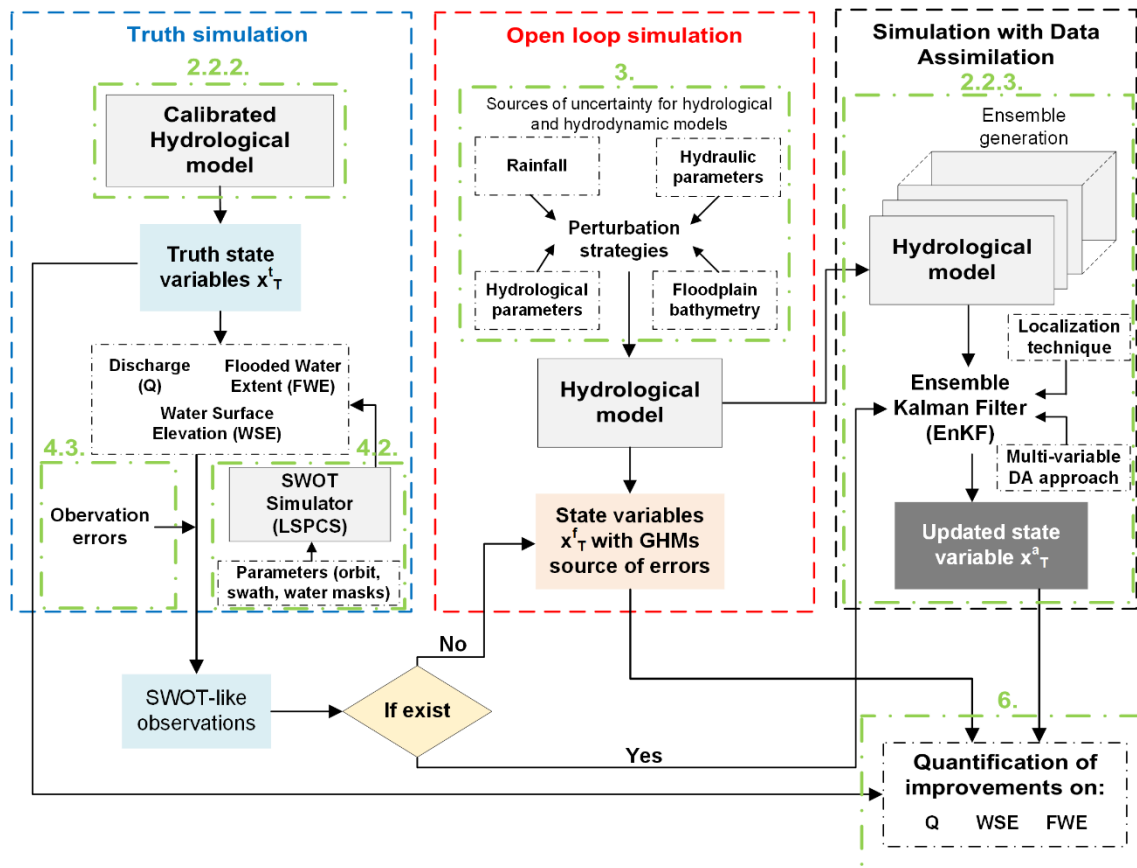 Truth simulation
2.2.2.
Calibrated
Hydrological
model
Truth state
variables xᵗT
Discharge
(Q)
Flooded Water
Extent (FWE)
Water Surface
Elevation (WSE)
4.3.
4.2.
Obervation
errors
SWOT
Simulator
(LSPCS)
Parameters (orbit,
swath, water masks)
SWOT-like
observations
If exist
No
Yes
Open loop simulation
3.
Sources of uncertainty for hydrological
and hydrodynamic models
Rainfall
Hydraulic
parameters
Perturbation
strategies
Hydrological
parameters
Floodplain
bathymetry
Hydrological
model
State variables
xᶠT with GHMs
source of errors
Simulation with Data
Assimilation
2.2.3.
Ensemble
generation
Hydrological
model
Localization
technique
Ensemble
Kalman Filter
(EnKF)
Multi-variable
DA approach
Updated state
variable xᵃT
6.
Quantification of
improvements on:
Q WSE FWE